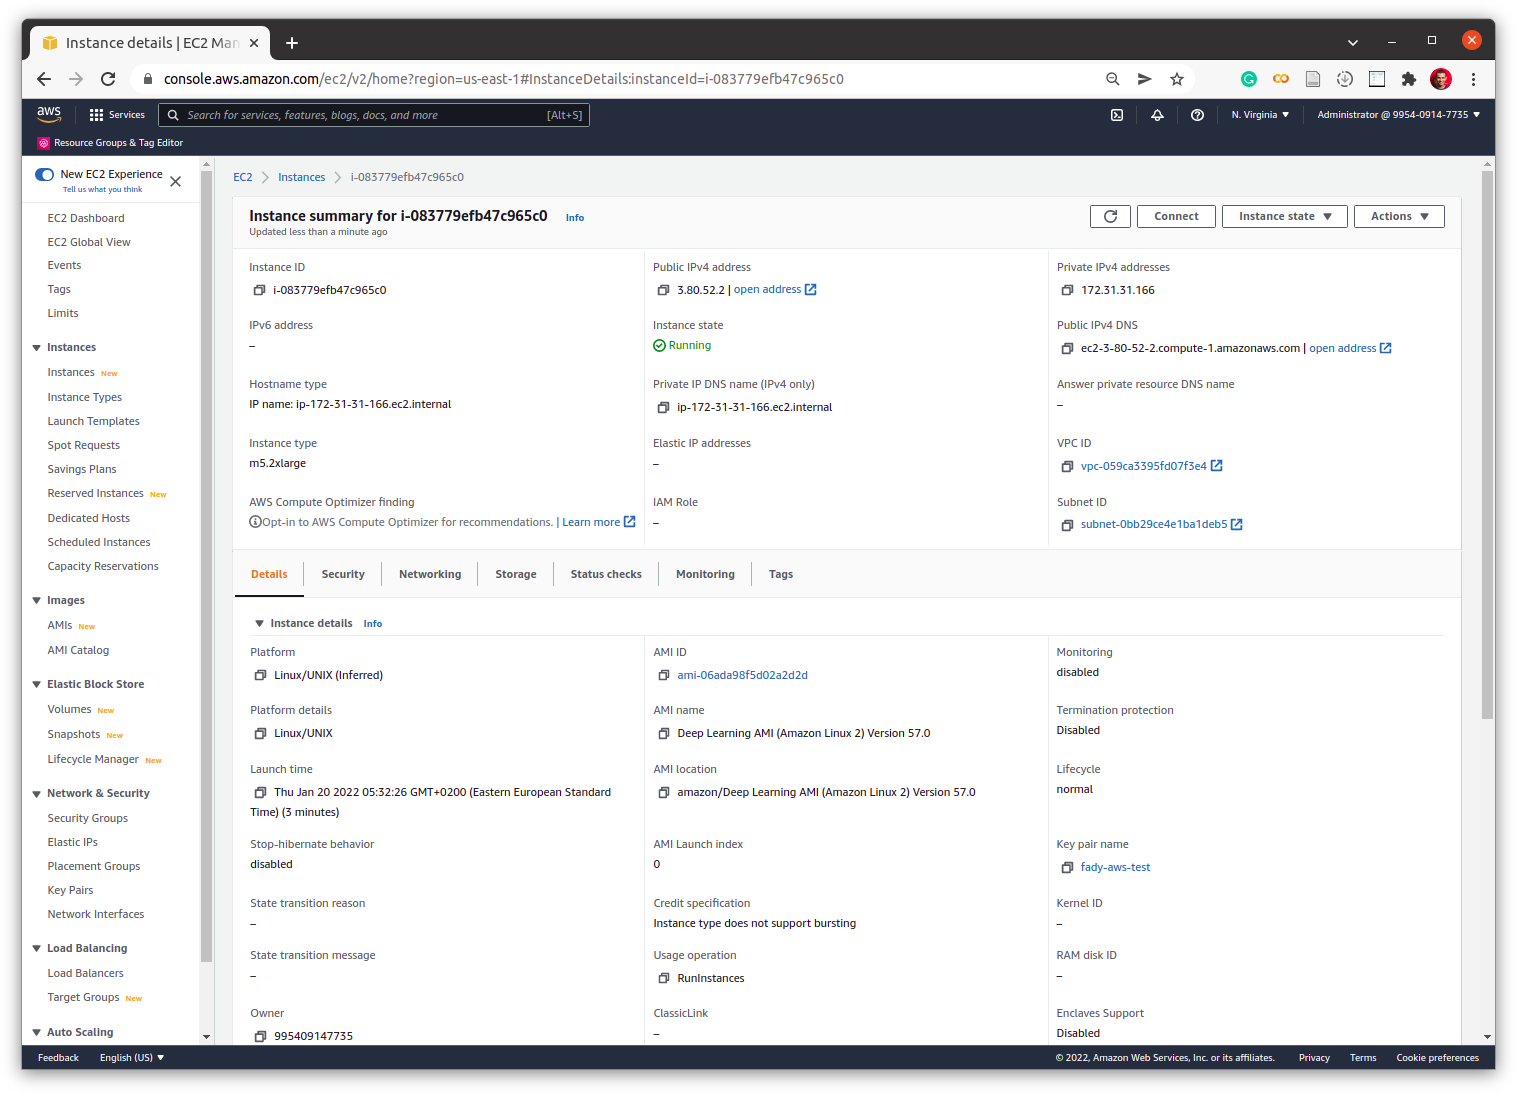 Instance details | EC2 Man
console.aws.amazon.com/ec2/v2/home?region=us-east-1#InstanceDetails:instanceId=i-083779efb47c965c0
aws
Services
Search for services, features, blogs, docs, and more
[Alt+S]
N. Virginia
Administrator @ 9954-0914-7735
Resource Groups & Tag Editor
New EC2 Experience
Tell us what you think
EC2 Dashboard
EC2 Global View
Events
Tags
Limits
Instances
Instances New
Instance Types
Launch Templates
Spot Requests
Savings Plans
Reserved Instances New
Dedicated Hosts
Scheduled Instances
Capacity Reservations
Images
AMIs New
AMI Catalog
Elastic Block Store
Volumes New
Snapshots New
Lifecycle Manager New
Network & Security
Security Groups
Elastic IPs
Placement Groups
Key Pairs
Network Interfaces
Load Balancing
Load Balancers
Target Groups New
Auto Scaling
EC2
Instances
i-083779efb47c965c0
Instance summary for i-083779efb47c965c0 Info
Updated less than a minute ago
Connect
Instance state
Actions
Instance ID
i-083779efb47c965c0
Public IPv4 address
3.80.52.2 | open address
Private IPv4 addresses
172.31.31.166
IPv6 address
–
Instance state
Running
Public IPv4 DNS
ec2-3-80-52-2.compute-1.amazonaws.com | open address
Hostname type
IP name: ip-172-31-31-166.ec2.internal
Private IP DNS name (IPv4 only)
ip-172-31-31-166.ec2.internal
Answer private resource DNS name
–
Instance type
m5.2xlarge
Elastic IP addresses
–
VPC ID
vpc-059ca3395fd07f3e4
AWS Compute Optimizer finding
Opt-in to AWS Compute Optimizer for recommendations. | Learn more
IAM Role
–
Subnet ID
subnet-0bb29ce4e1ba1deb5
Details
Security
Networking
Storage
Status checks
Monitoring
Tags
Instance details Info
Platform
Linux/UNIX (Inferred)
AMI ID
ami-06ada98f5d02a2d2d
Monitoring
disabled
Platform details
Linux/UNIX
AMI name
Deep Learning AMI (Amazon Linux 2) Version 57.0
Termination protection
Disabled
Launch time
Thu Jan 20 2022 05:32:26 GMT+0200 (Eastern European Standard
Time) (3 minutes)
AMI location
amazon/Deep Learning AMI (Amazon Linux 2) Version 57.0
Lifecycle
normal
Stop-hibernate behavior
disabled
AMI Launch index
0
Key pair name
fady-aws-test
State transition reason
–
Credit specification
Instance type does not support bursting
Kernel ID
–
State transition message
–
Usage operation
RunInstances
RAM disk ID
–
Owner
995409147735
ClassicLink
–
Enclaves Support
Disabled
Feedback
English (US)
© 2022, Amazon Web Services, Inc. or its affiliates.
Privacy
Terms
Cookie preferences